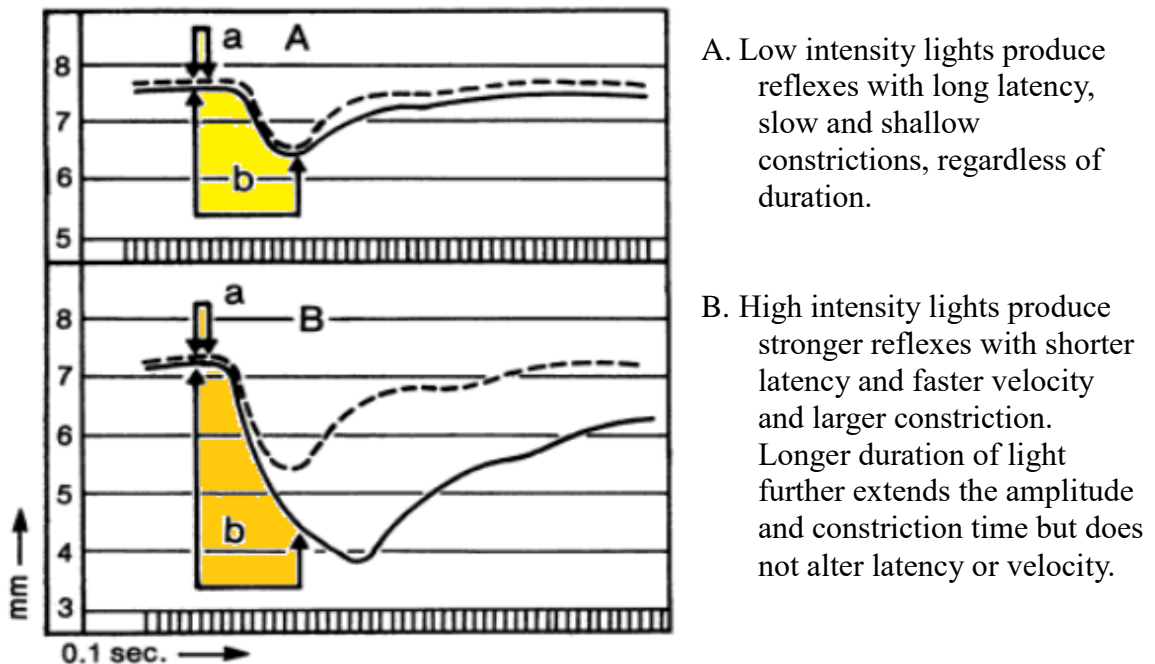 a A
8
7
6
b
5
A. Low intensity lights produce
reflexes with long latency,
slow and shallow
constrictions, regardless of
duration.
a
8
B
7
6
5
b
4
3
mm
0.1 sec.
B. High intensity lights produce
stronger reflexes with shorter
latency and faster velocity
and larger constriction.
Longer duration of light
further extends the amplitude
and constriction time but does
not alter latency or velocity.